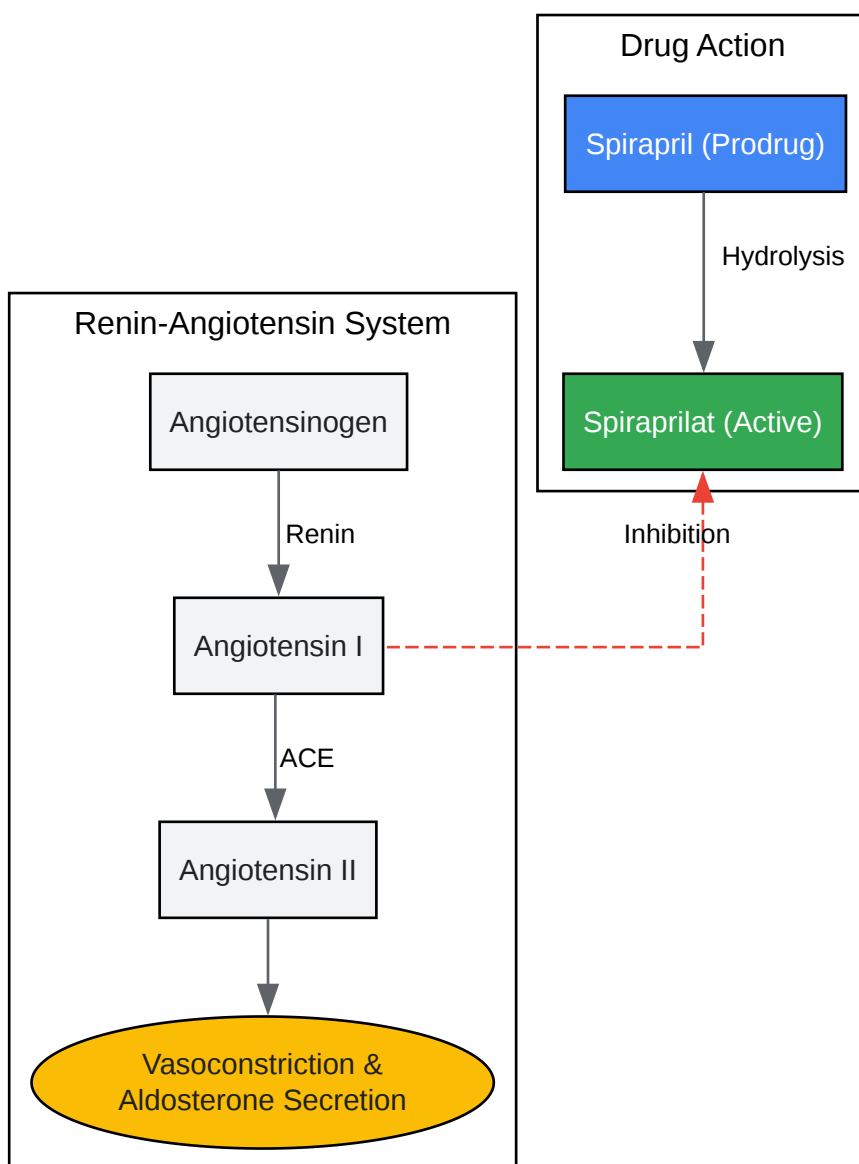 Drug Action
Spirapril (Prodrug)
Hydrolysis
Spiraprilat (Active)
Inhibition
Renin-Angiotensin System
Angiotensinogen
Renin
Angiotensin I
ACE
Angiotensin II
Vasoconstriction &
Aldosterone Secretion